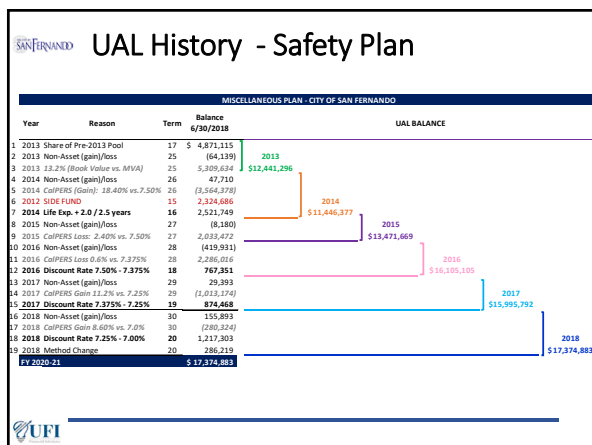 SAN FERNANDO
UAL History - Safety Plan
MISCELLANEOUS PLAN - CITY OF SAN FERNANDO
Year Reason Term Balance 6/30/2018 UAL BALANCE
1 2013 Share of Pre-2013 Pool 17 $ 4,871,115
2 2013 Non-Asset (gain)/loss 25 (64,139) 2013
3 2013 13.2% (Book Value vs. MVA) 25 5,309,634 $12,441,296
4 2014 Non-Asset (gain)/loss 26 47,710
5 2014 CalPERS (Gain): 18.40% vs.7.50% 26 (3,564,378)
6 2012 SIDE FUND 15 2,324,686 2014
7 2014 Life Exp. + 2.0 / 2.5 years 16 2,521,749 $11,446,377
8 2015 Non-Asset (gain)/loss 27 (8,180) 2015
9 2015 CalPERS Loss: 2.40% vs. 7.50% 27 2,033,472 $13,471,669
10 2016 Non-Asset (gain)/loss 28 (419,931)
11 2016 CalPERS Loss 0.6% vs. 7.375% 28 2,286,016 2016
12 2016 Discount Rate 7.50% - 7.375% 18 767,351 $16,105,105
13 2017 Non-Asset (gain)/loss 29 29,393
14 2017 CalPERS Gain 11.2% vs. 7.25% 29 (1,013,174) 2017
15 2017 Discount Rate 7.375% - 7.25% 19 874,468 $15,995,792
16 2018 Non-Asset (gain)/loss 30 155,893
17 2018 CalPERS Gain 8.60% vs. 7.0% 30 (280,324)
18 2018 Discount Rate 7.25% - 7.00% 20 1,217,303 2018
19 2018 Method Change 20 286,219 $17,374,883
FY 2020-21 $ 17,374,883
UFI